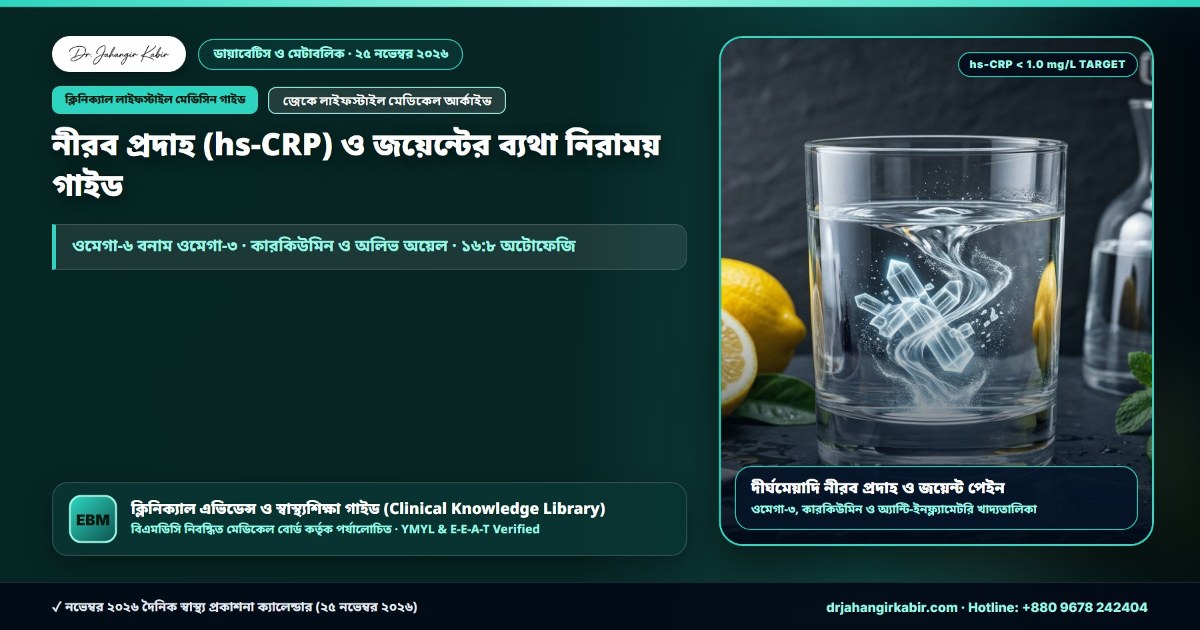 Dr. Jahangir Kabir
ডায়াবেটিস ও মেটাবলিক · ২৫ নভেম্বর ২০২৬
ক্লিনিক্যাল লাইফস্টাইল মেডিসিন গাইড
জেকে লাইফস্টাইল মেডিকেল আর্কাইভ
নীরব প্রদাহ (hs-CRP) ও জয়েন্টের ব্যথা নিরাময়
গাইড
ওমেগা-৬ বনাম ওমেগা-৩ · কারকিউমিন ও অলিভ অয়েল · ১৬:৮ অটোফেজি
EBM
ক্লিনিক্যাল এভিডেন্স ও স্বাস্থ্যশিক্ষা গাইড (Clinical Knowledge Library)
বিএমডিসি নিবন্ধিত মেডিকেল বোর্ড কর্তৃক পর্যালোচিত · YMYL & E-E-A-T Verified
hs-CRP < 1.0 mg/L TARGET
দীর্ঘমেয়াদি নীরব প্রদাহ ও জয়েন্ট পেইন
ওমেগা-৩, কারকিউমিন ও অ্যান্টি-ইনফ্ল্যামেটরি খাদ্যতালিকা
✓ নভেম্বর ২০২৬ দৈনিক স্বাস্থ্য প্রকাশনা ক্যালেন্ডার (২৫ নভেম্বর ২০২৬)
drjahangirkabir.com · Hotline: +880 9678 242404